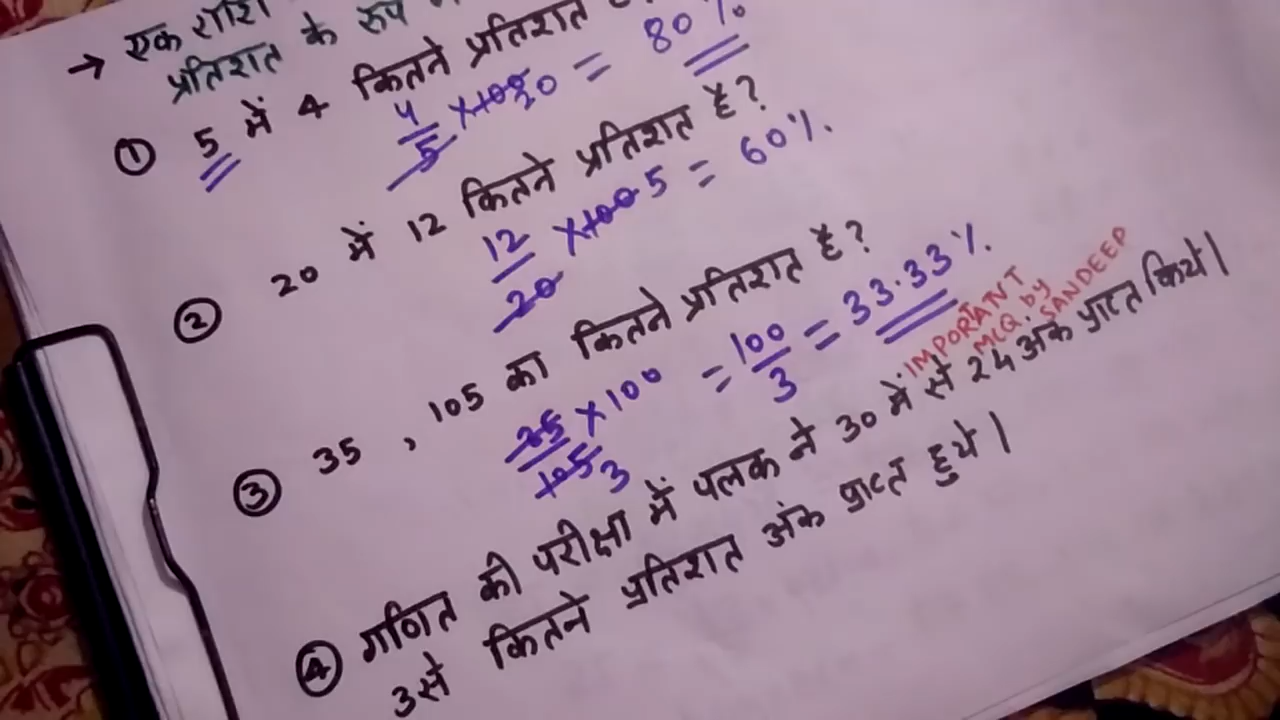 → एक राशि
प्रतिशत के रूप
① 5 में 4 कितने प्रतिशत
4/5 ×100 20 = 80%
② 20 में 12 कितने प्रतिशत है?
12/20 ×100 5 = 60%.
③ 35, 105 का कितने प्रतिशत है?
35/105 3 ×100 = 100/3 = 33.33%.
IMPORTANT
MCQ by
SANDEEP
④ गणित की परीक्षा में पलक ने 30 में से 24 अंक प्राप्त किये।
उसे कितने प्रतिशत अंक प्राप्त हुये।